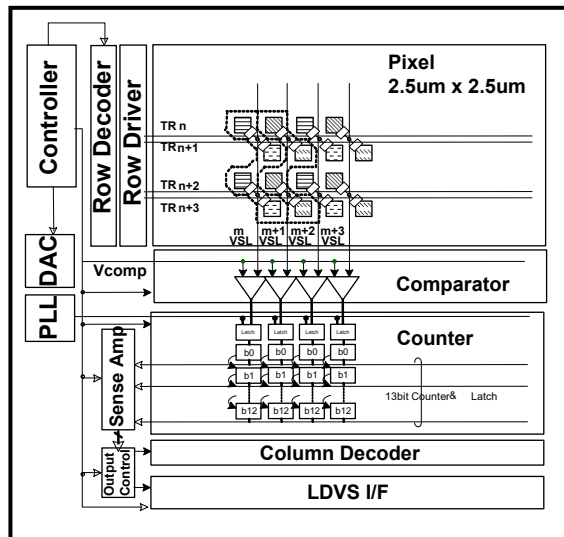 Controller
Row Decoder
Row Driver
Pixel
2.5um x 2.5um
TR n
TR n+1
TR n+2
TR n+3
m m+1 m+2 m+3
VSL VSL VSL VSL
DAC
Vcomp
Comparator
PLL
Counter
Sense Amp
Latch Latch Latch Latch
b0 b0 b0 b0
b1 b1 b1 b1
13bit Counter& Latch
b12 b12 b12 b12
Output Control
Column Decoder
LDVS I/F